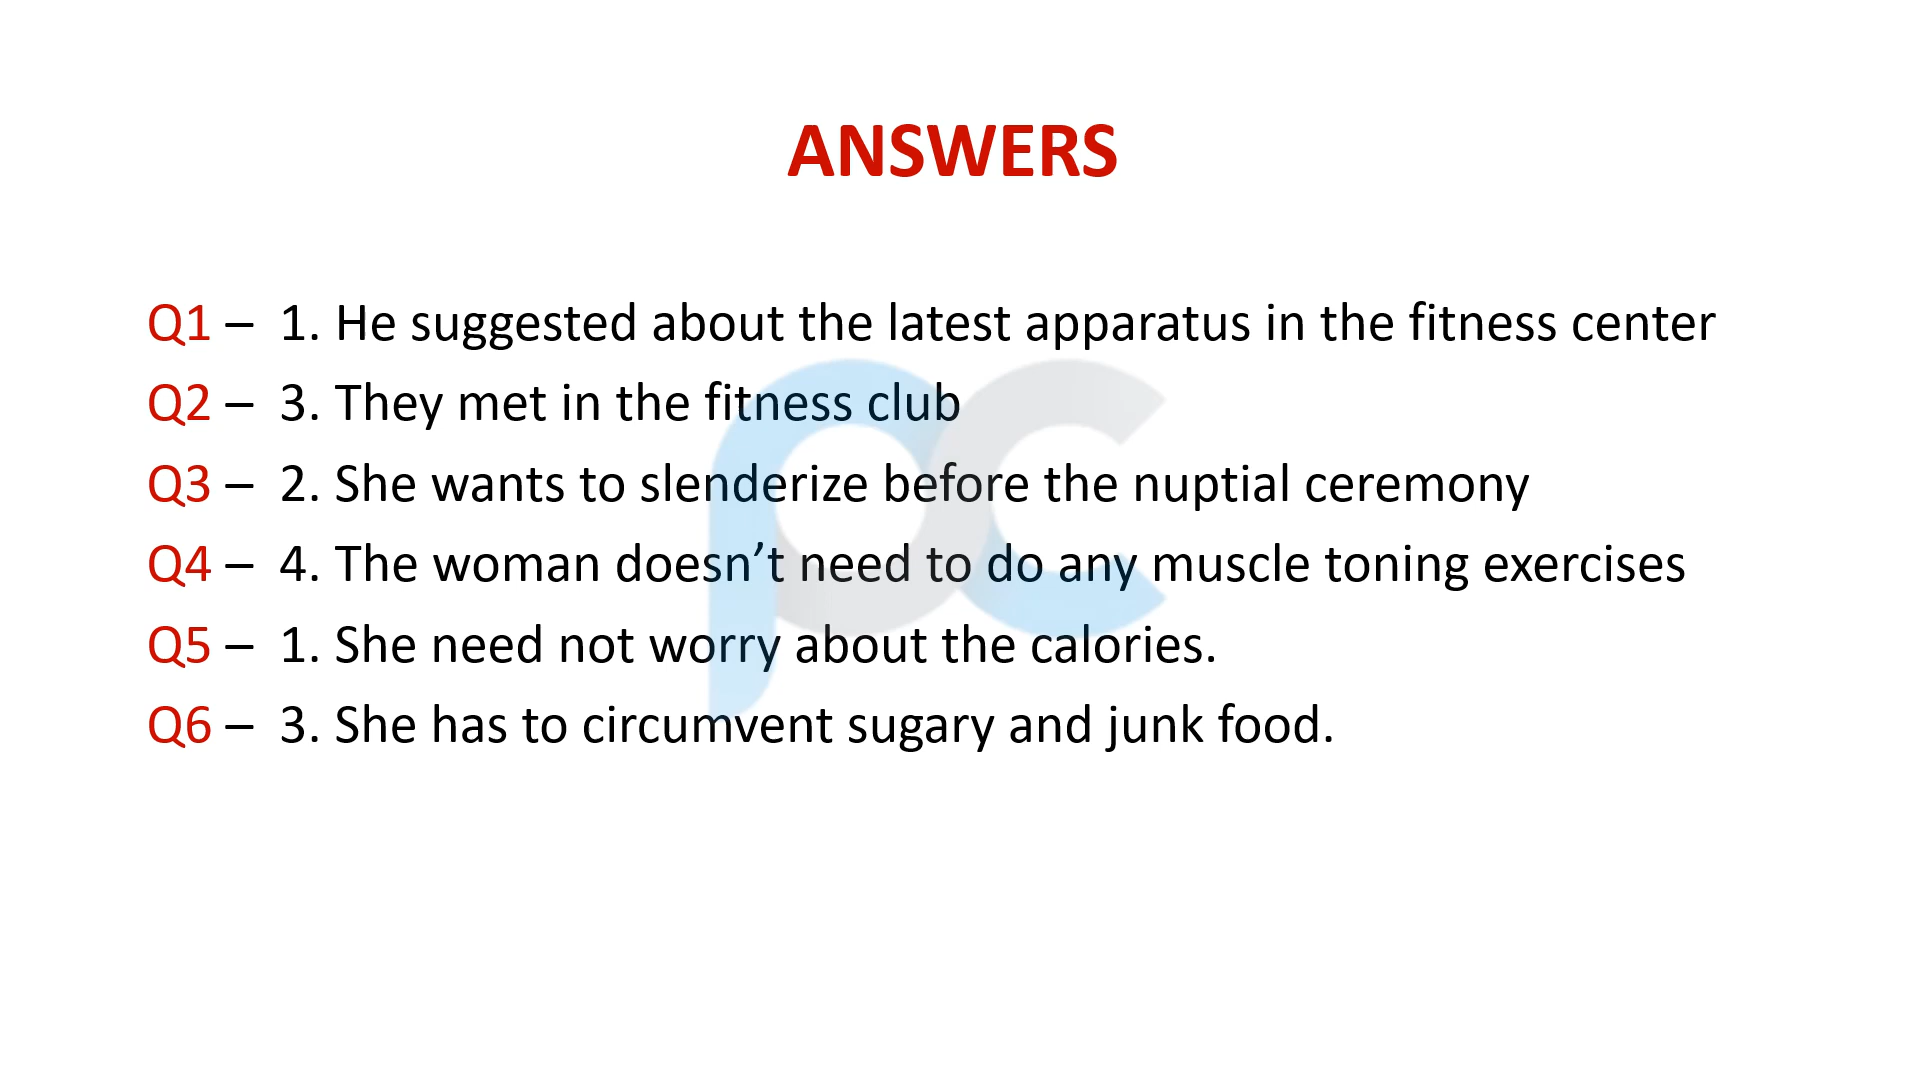 ANSWERS
Q1 – 1. He suggested about the latest apparatus in the fitness center
Q2 – 3. They met in the fitness club
Q3 – 2. She wants to slenderize before the nuptial ceremony
Q4 – 4. The woman doesn’t need to do any muscle toning exercises
Q5 – 1. She need not worry about the calories.
Q6 – 3. She has to circumvent sugary and junk food.